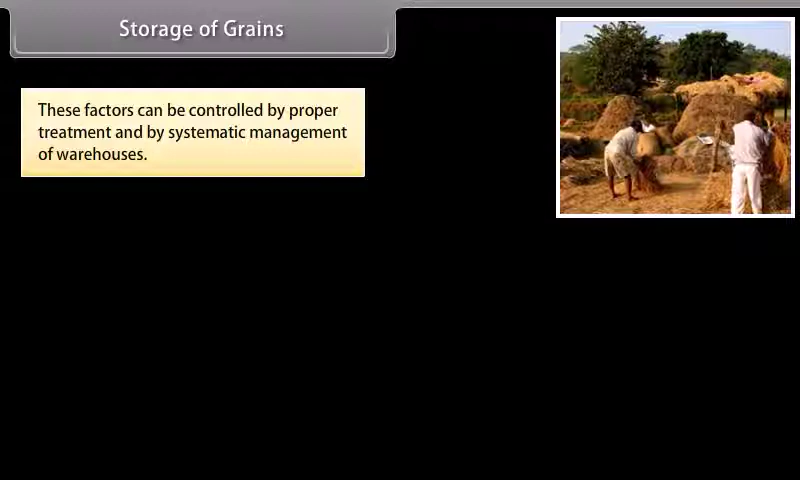 Storage of Grains
These factors can be controlled by proper
treatment and by systematic management
of warehouses.